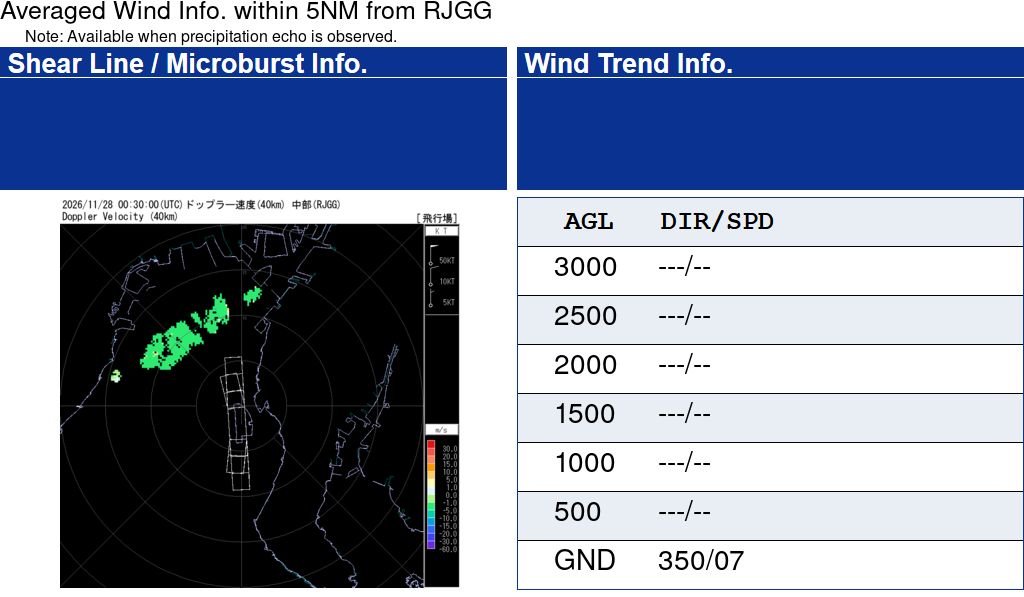 Averaged Wind Info. within 5NM from RJGG
Note: Available when precipitation echo is observed.
Shear Line / Microburst Info.
Wind Trend Info.
2026/11/28 00:30:00(UTC) ドップラー速度(40km) 中部(RJGG)
Doppler Velocity (40km)
[飛行場]
KT
50KT
10KT
5KT
m/s
30.0
20.0
15.0
10.0
5.0
1.0
0.0
-1.0
-5.0
-10.0
-15.0
-20.0
-30.0
-60.0
AGL DIR/SPD
3000 ---/--
2500 ---/--
2000 ---/--
1500 ---/--
1000 ---/--
500 ---/--
GND 350/07